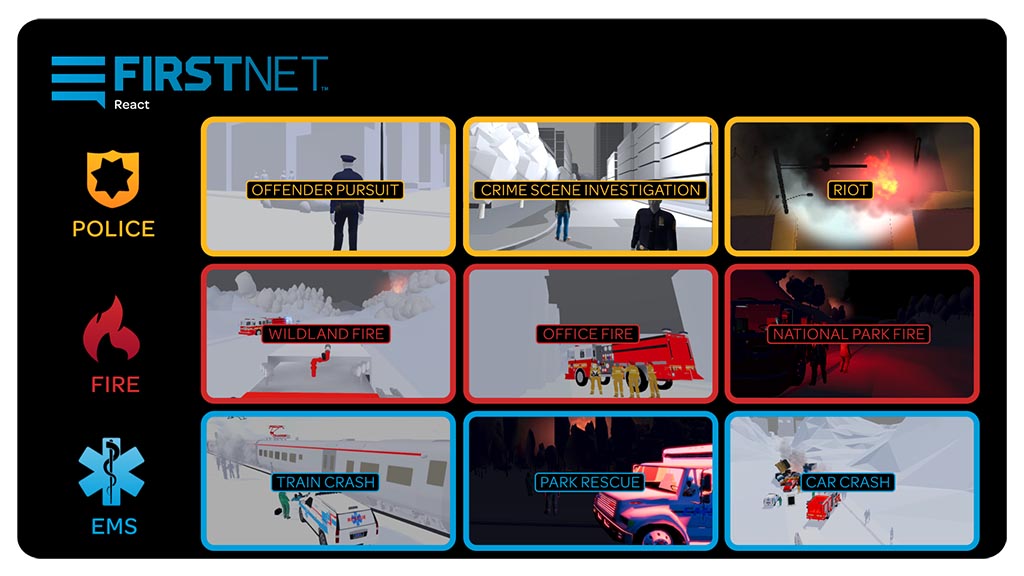 FIRSTNET™
React
POLICE
OFFENDER PURSUIT
CRIME SCENE INVESTIGATION
RIOT
FIRE
WILDLAND FIRE
OFFICE FIRE
NATIONAL PARK FIRE
EMS
TRAIN CRASH
PARK RESCUE
CAR CRASH